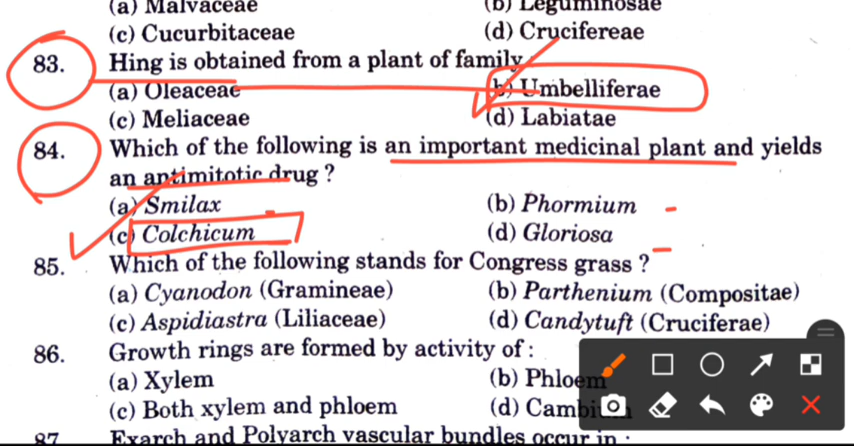 (a) Malvaceae (b) Leguminosae
(c) Cucurbitaceae (d) Crucifereae
83. Hing is obtained from a plant of family
(a) Oleaceae (b) Umbelliferae
(c) Meliaceae (d) Labiatae
84. Which of the following is an important medicinal plant and yields
an antimitotic drug ?
(a) Smilax (b) Phormium
(c) Colchicum (d) Gloriosa
85. Which of the following stands for Congress grass ?
(a) Cyanodon (Gramineae) (b) Parthenium (Compositae)
(c) Aspidiastra (Liliaceae) (d) Candytuft (Cruciferae)
86. Growth rings are formed by activity of :
(a) Xylem (b) Phloem
(c) Both xylem and phloem (d) Cambium
87. Exarch and Polyarch vascular bundles occur in :